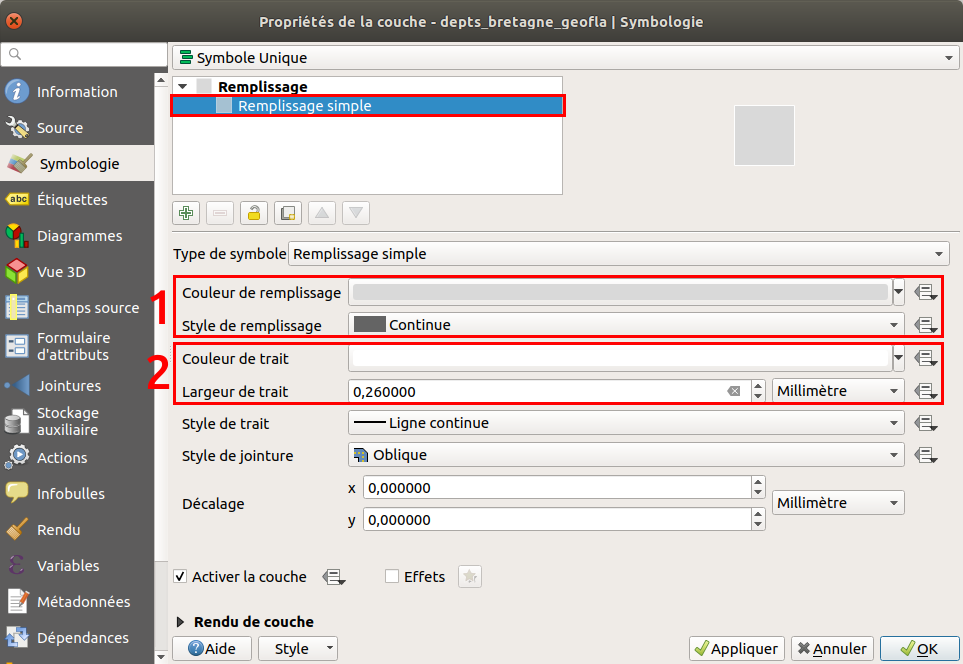 Propriétés de la couche - depts_bretagne_geofla | Symbologie
Information
Source
Symbologie
abc Étiquettes
Diagrammes
Vue 3D
Champs source
Formulaire
d'attributs
Jointures
Stockage
auxiliaire
Actions
Infobulles
Rendu
Variables
Métadonnées
Dépendances
Symbole Unique
Remplissage
Remplissage simple
Type de symbole Remplissage simple
1
Couleur de remplissage
Style de remplissage Continue
2
Couleur de trait
Largeur de trait 0,260000 Millimètre
Style de trait Ligne continue
Style de jointure Oblique
Décalage
x 0,000000
y 0,000000
Millimètre
Activer la couche Effets
Rendu de couche
Aide Style Appliquer Annuler OK